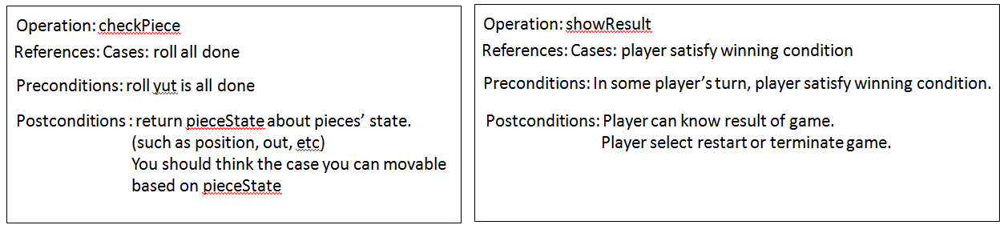 Operation: checkPiece
References: Cases: roll all done
Preconditions: roll yut is all done
Postconditions : return pieceState about pieces’ state.
(such as position, out, etc)
You should think the case you can movable
based on pieceState
Operation: showResult
References: Cases: player satisfy winning condition
Preconditions: In some player’s turn, player satisfy winning condition.
Postconditions: Player can know result of game.
Player select restart or terminate game.